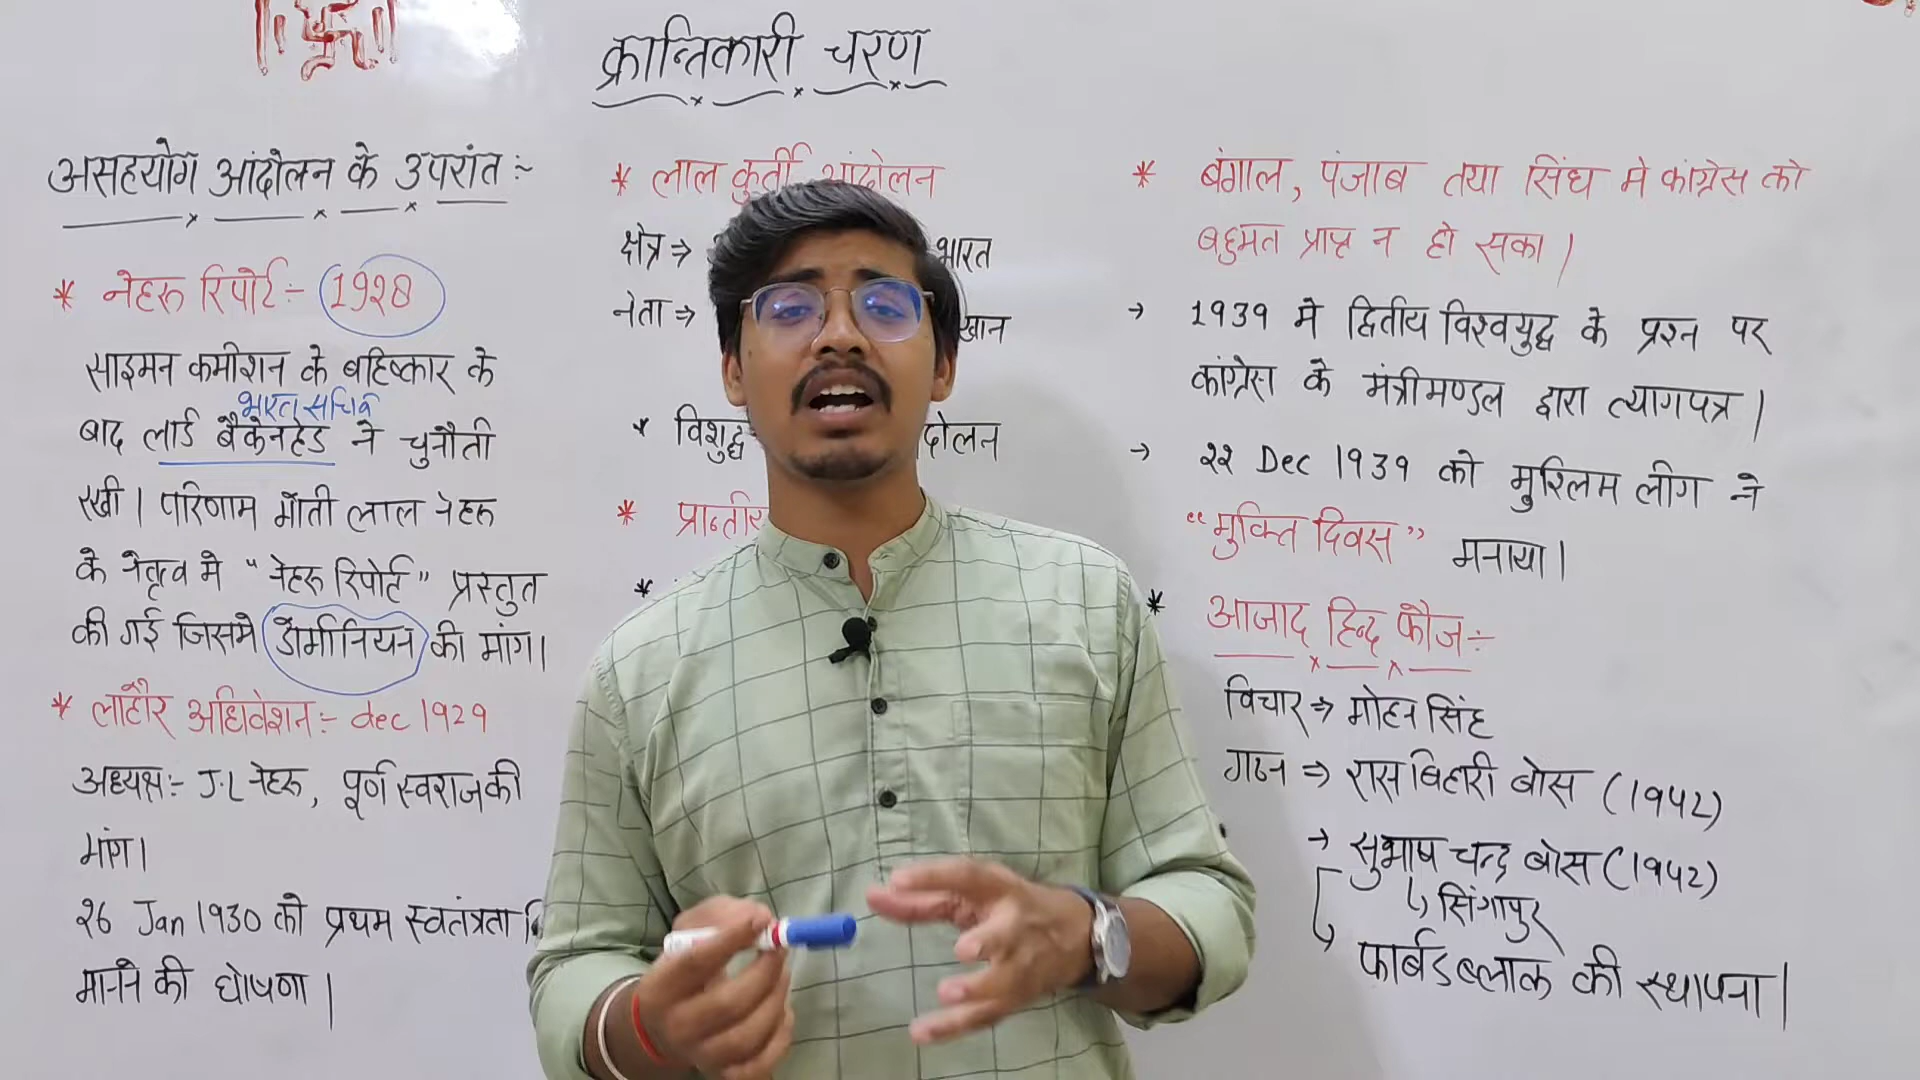 क्रान्तिकारी चरण
असहयोग आंदोलन के उपरांत :-
* नेहरू रिपोर्ट :- 1928
साइमन कमीशन के बहिष्कार के
भारत सचिव
बाद लार्ड बैकेनहेड ने चुनौती
रखी। परिणाम मोती लाल नेहरू
के नेतृत्व मे "नेहरू रिपोर्ट" प्रस्तुत
की गई जिसमे डोमीनियन की मांग।
* लाहौर अधिवेशन :- dec 1929
अध्यक्ष :- J.L नेहरू, पूर्ण स्वराज की
मांग।
26 Jan 1930 को प्रथम स्वतंत्रता
मानने की घोषणा।
* लाल कुर्ती आंदोलन
क्षेत्र ⇒ भारत
नेता ⇒ खान
* विशुद्ध दोलन
*
*
* बंगाल, पंजाब तथा सिंध मे कांग्रेस को
बहुमत प्राप्त न हो सका।
→ 1939 मे द्वितीय विश्वयुद्ध के प्रश्न पर
कांग्रेस के मंत्रीमण्डल द्वारा त्यागपत्र।
→ 22 Dec 1939 को मुस्लिम लीग ने
"मुक्ति दिवस" मनाया।
* आजाद हिन्द फौज :-
विचार ⇒ मोहन सिंह
गठन ⇒ रास बिहारी बोस (1942)
→ सुभाष चन्द्र बोस (1942)
↳ सिंगापुर
फार्बडब्लाक की स्थापना।